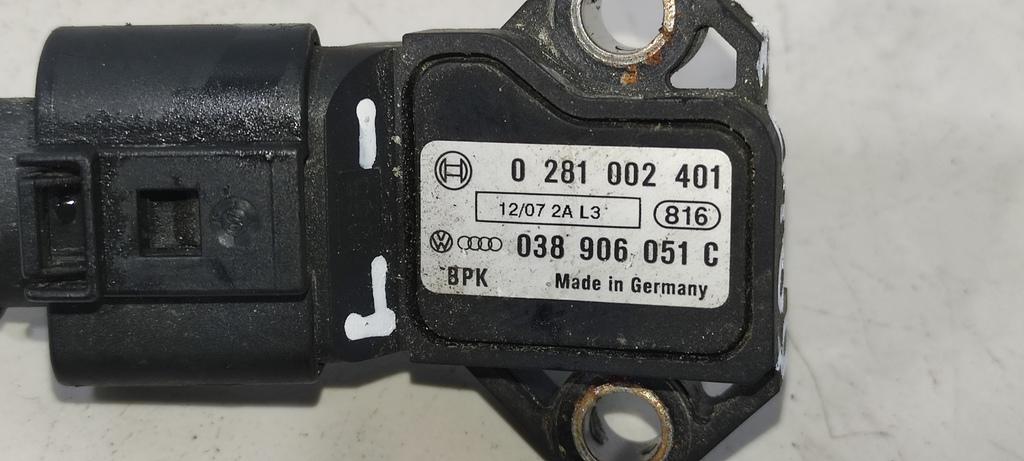 0 281 002 401
12/07 2A L3 816
038 906 051 C
BPK Made in Germany